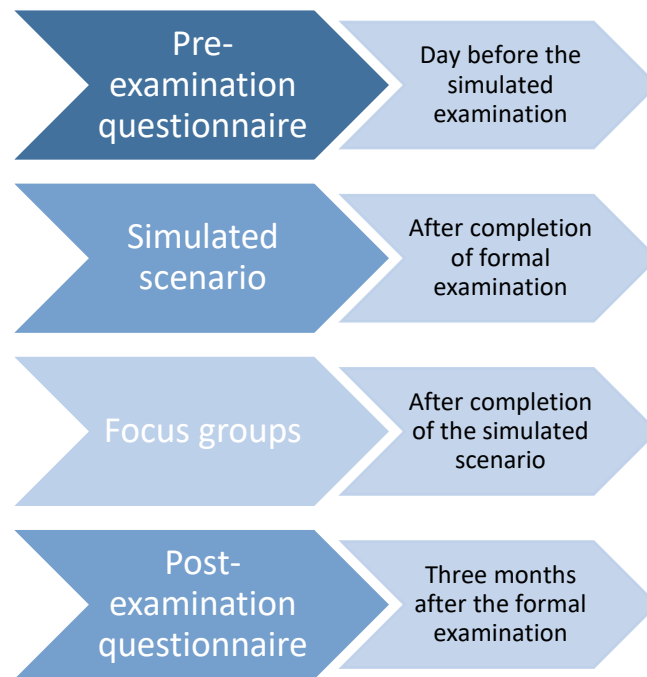 Pre-
examination
questionnaire
Day before the
simulated
examination
Simulated
scenario
After completion
of formal
examination
Focus groups
After completion
of the simulated
scenario
Post-
examination
questionnaire
Three months
after the formal
examination